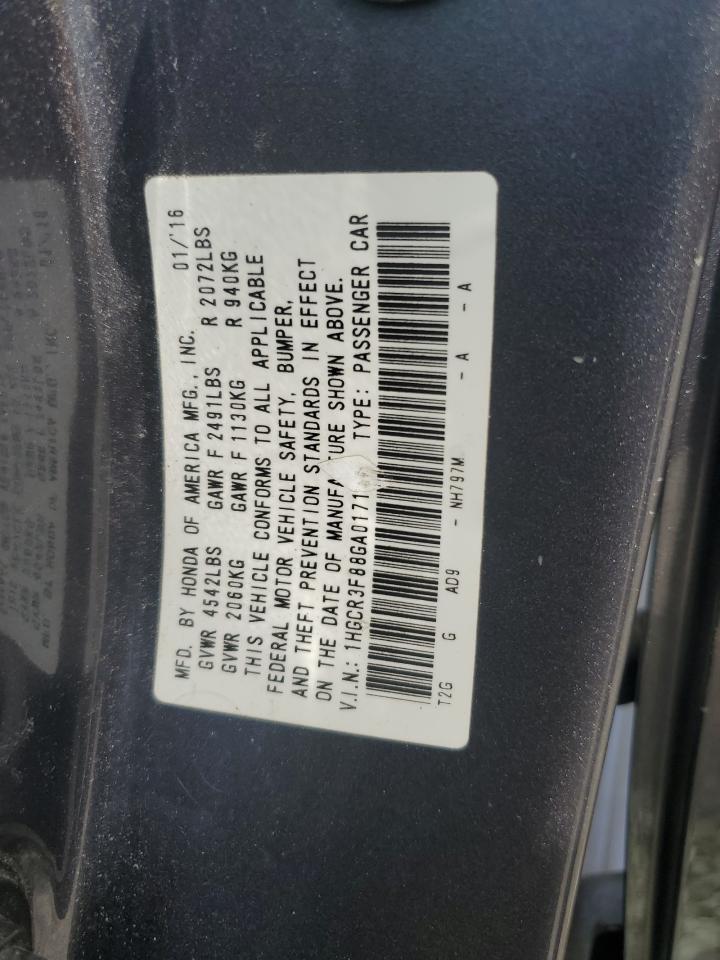 MFD. BY HONDA OF AMERICA MFG., INC. 01/'16
GVWR 4542LBS GAWR F 2491LBS R 2072LBS
GVWR 2060KG GAWR F 1130KG R 940KG
THIS VEHICLE CONFORMS TO ALL APPLICABLE
FEDERAL MOTOR VEHICLE SAFETY, BUMPER,
AND THEFT PREVENTION STANDARDS IN EFFECT
ON THE DATE OF MANUFACTURE SHOWN ABOVE.
V.I.N.: 1HGCR3F88GA0171 TYPE: PASSENGER CAR
T2G G AD9 - NH797M - A - A